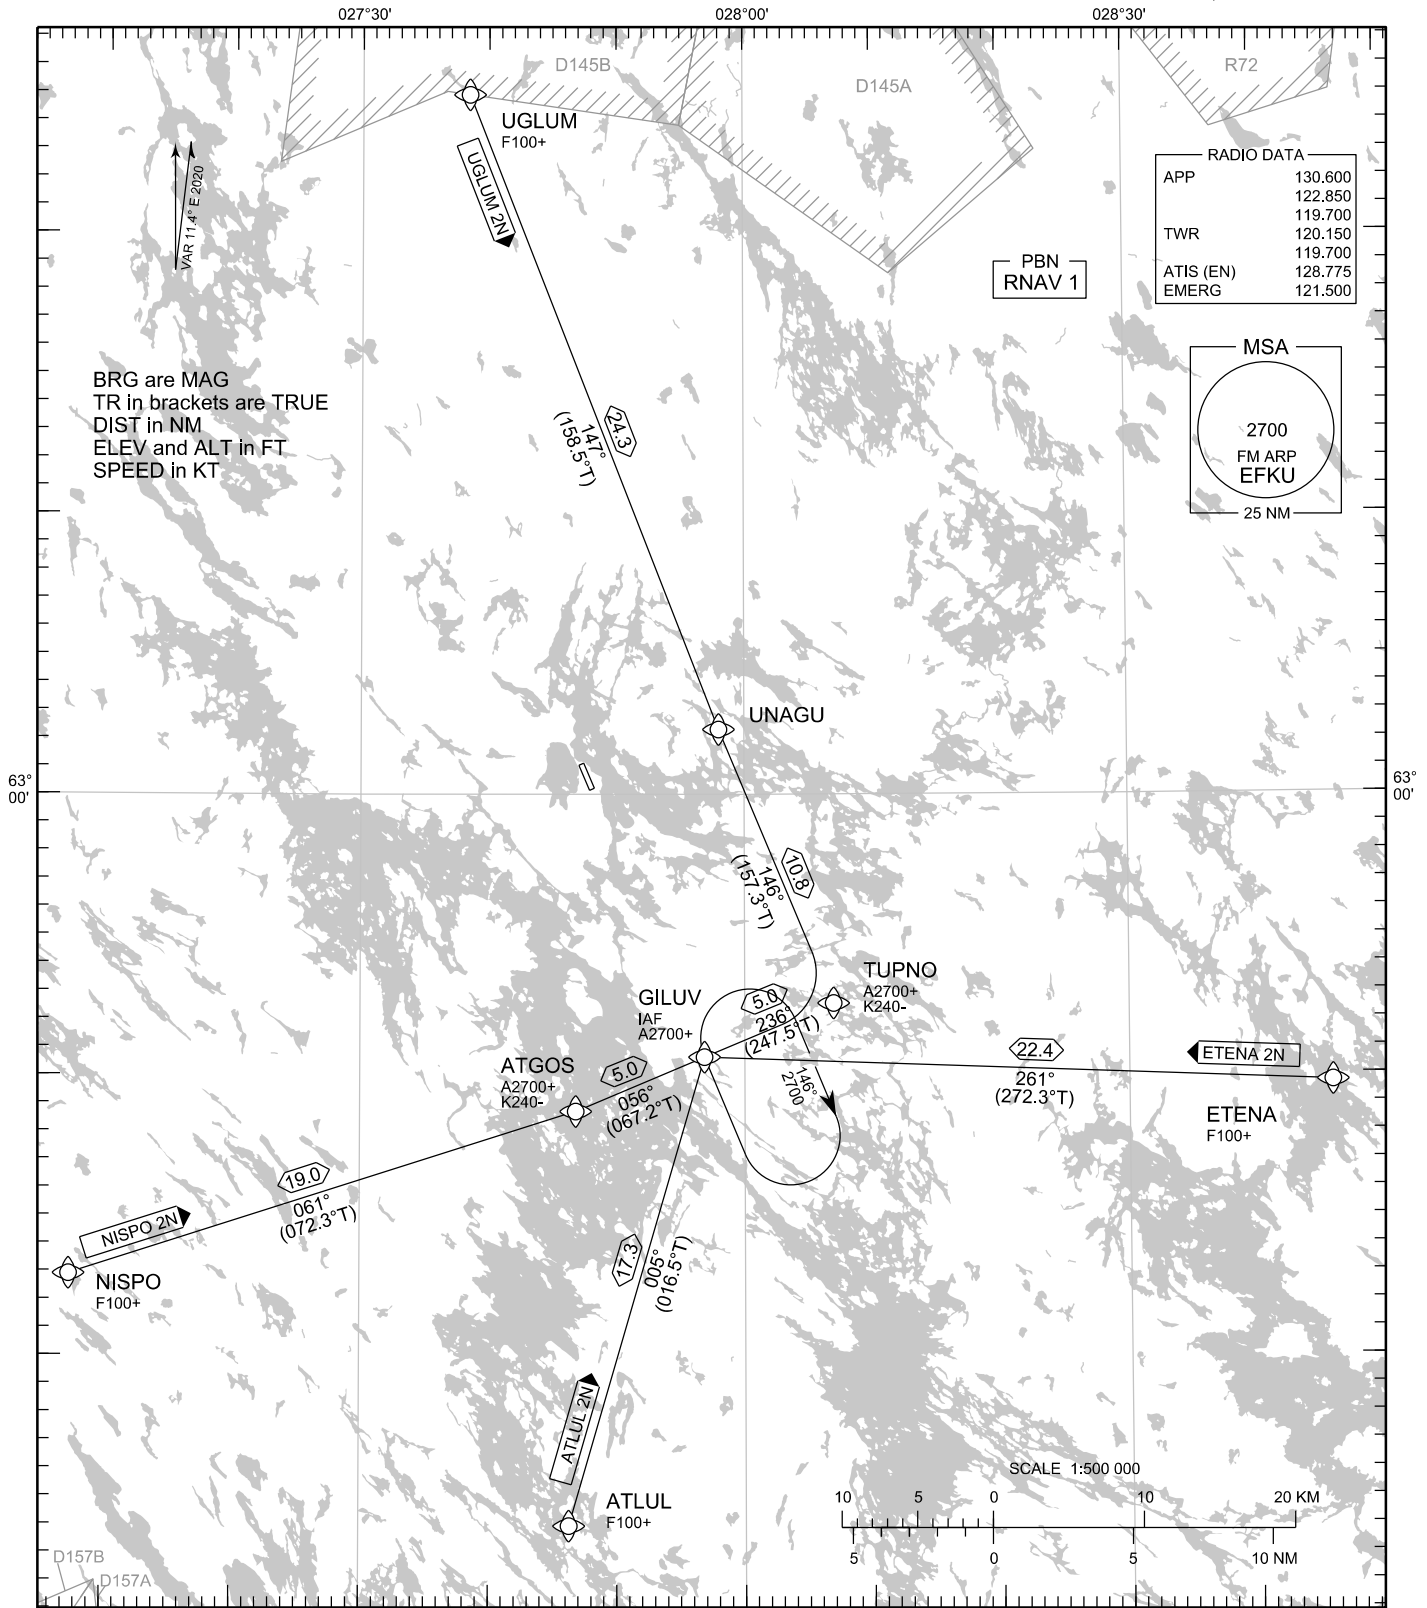 027°30'
028°00'
028°30'
D145B
D145A
R72
UGLUM
F100+
UGLUM 2N
VAR 11.4° E 2020
RADIO DATA
APP 130.600
122.850
119.700
TWR 120.150
119.700
ATIS (EN) 128.775
EMERG 121.500
PBN
RNAV 1
MSA
2700
FM ARP
EFKU
25 NM
BRG are MAG
TR in brackets are TRUE
DIST in NM
ELEV and ALT in FT
SPEED in KT
24.3
147°
(158.5°T)
UNAGU
63°
00'
63°
00'
10.8
146°
(157.3°T)
TUPNO
A2700+
K240-
GILUV
IAF
A2700+
5.0
236°
(247.5°T)
ATGOS
A2700+
K240-
5.0
056°
(067.2°T)
146°
2700
22.4
261°
(272.3°T)
ETENA 2N
ETENA
F100+
19.0
061°
(072.3°T)
NISPO 2N
NISPO
F100+
17.3
005°
(016.5°T)
ATLUL 2N
ATLUL
F100+
SCALE 1:500 000
10 5 0 10 20 KM
5 0 5 10 NM
D157B
D157A